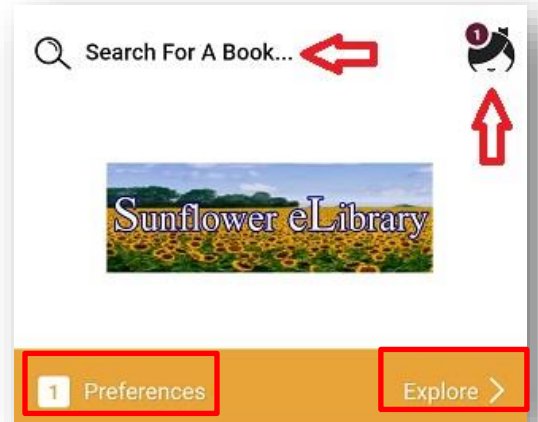 Search For A Book...
1
Sunflower eLibrary
1 Preferences
Explore